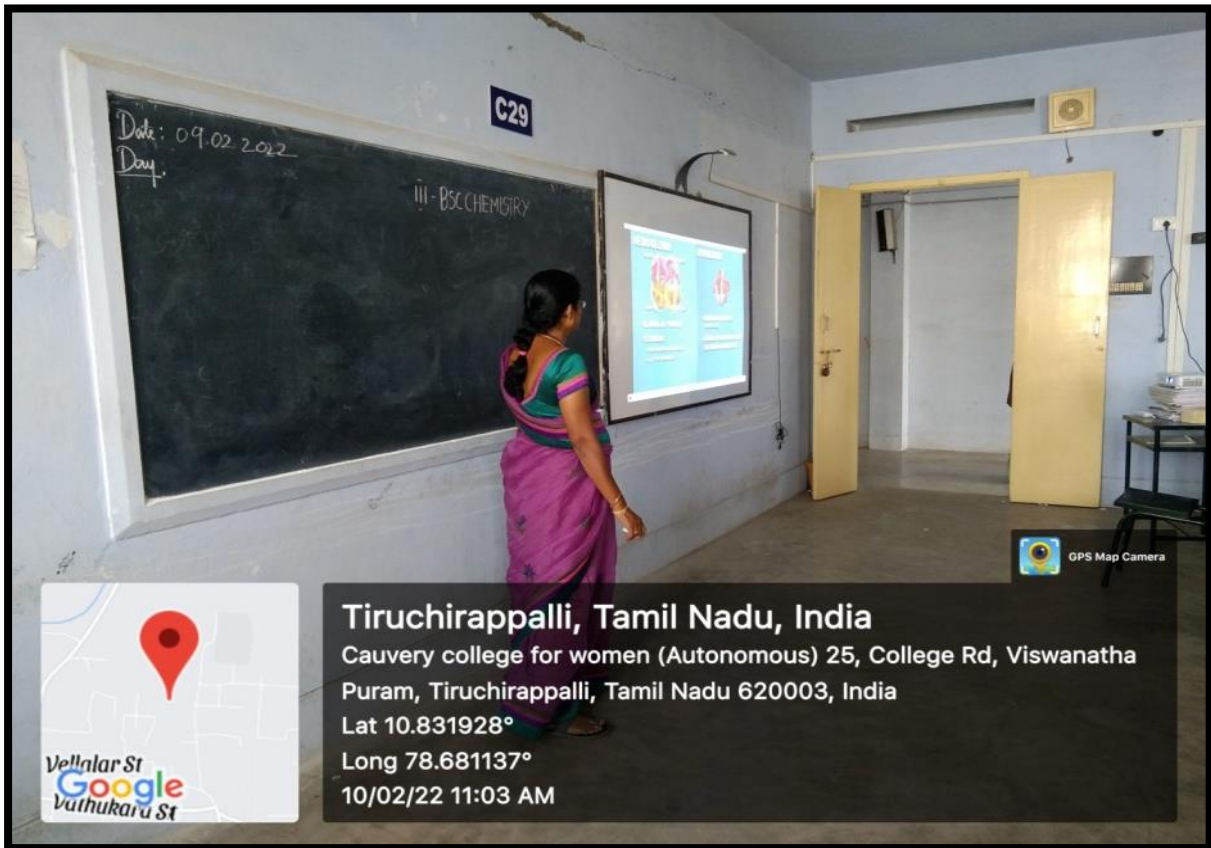 C29
Date: 09.02.2022
Day.
III - BSC CHEMISTRY
GPS Map Camera
Tiruchirappalli, Tamil Nadu, India
Cauvery college for women (Autonomous) 25, College Rd, Viswanatha
Puram, Tiruchirappalli, Tamil Nadu 620003, India
Lat 10.831928°
Long 78.681137°
10/02/22 11:03 AM
Vellalar St
Google
Vathukara St